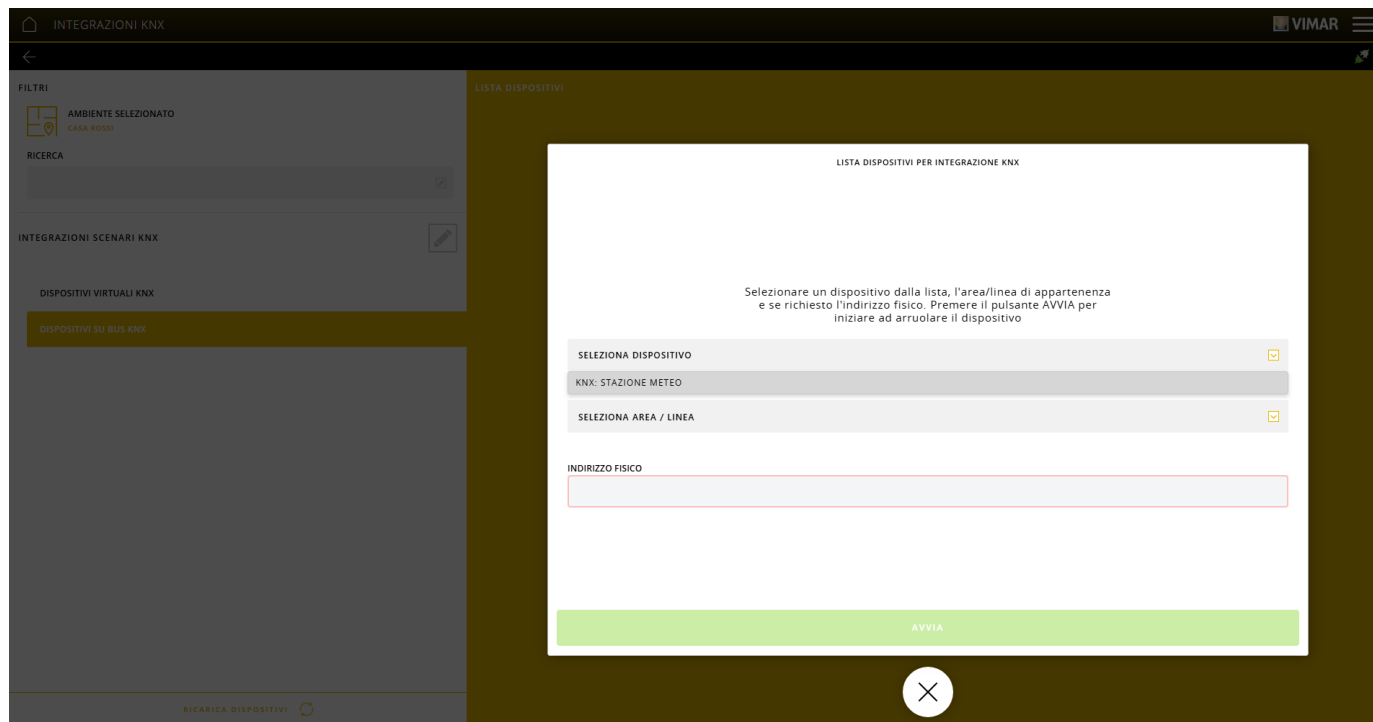 INTEGRAZIONI KNX
VIMAR
FILTRI
AMBIENTE SELEZIONATO
CASA ROSSI
RICERCA
INTEGRAZIONI SCENARI KNX
DISPOSITIVI VIRTUALI KNX
DISPOSITIVI SU BUS KNX
RICARICA DISPOSITIVI
LISTA DISPOSITIVI
LISTA DISPOSITIVI PER INTEGRAZIONE KNX
Selezionare un dispositivo dalla lista, l'area/linea di appartenenza
e se richiesto l'indirizzo fisico. Premere il pulsante AVVIA per
iniziare ad arruolare il dispositivo
SELEZIONA DISPOSITIVO
KNX: STAZIONE METEO
SELEZIONA AREA / LINEA
INDIRIZZO FISICO
AVVIA